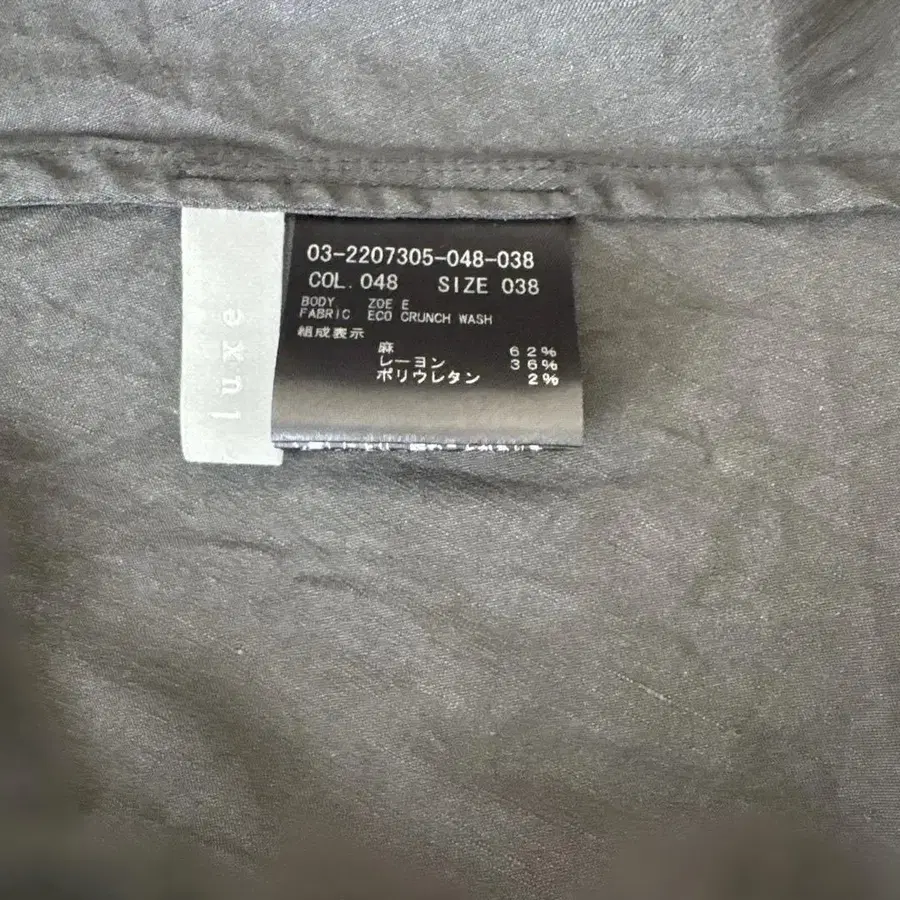 03-2207305-048-038
COL. 048 SIZE 038
BODY ZOE E
FABRIC ECO CRUNCH WASH
組成表示
麻 62%
レーヨン 36%
ポリウレタン 2%